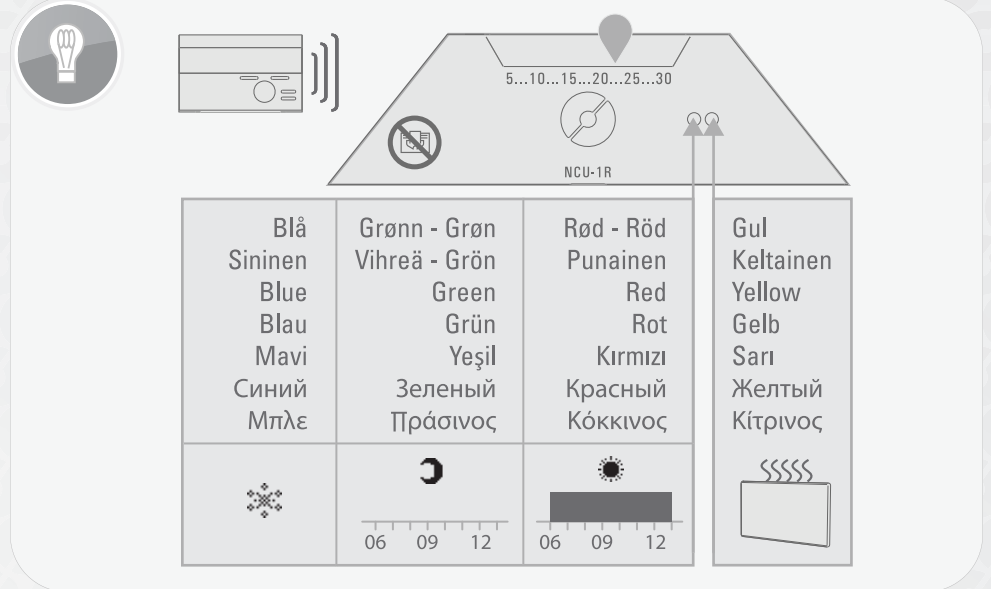 5...10...15...20...25...30
NCU-1R
Blå
Sininen
Blue
Blau
Mavi
Синий
Μπλε
Grønn - Grøn
Vihreä - Grön
Green
Grün
Yeşil
Зеленый
Πράσινος
Rød - Röd
Punainen
Red
Rot
Kırmızı
Красный
Κόκκινος
Gul
Keltainen
Yellow
Gelb
Sarı
Желтый
Κίτρινος
06 09 12
06 09 12